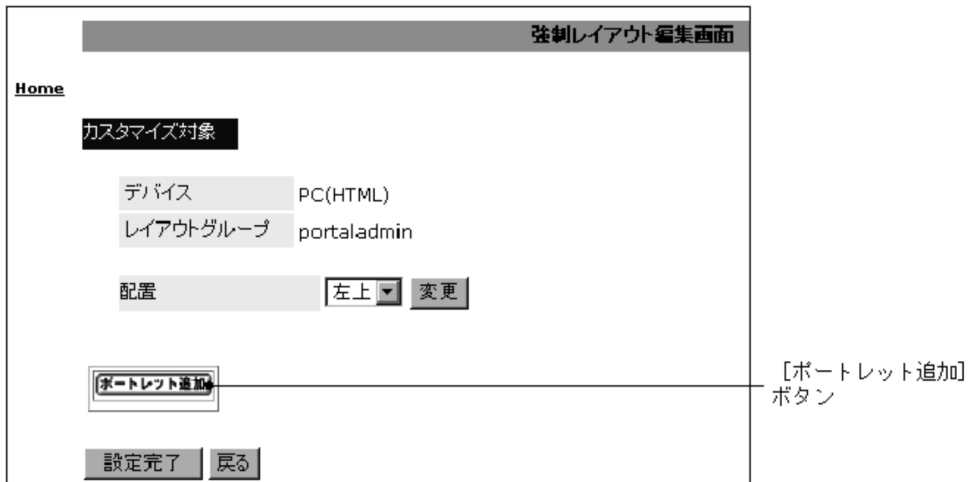 強制レイアウト編集画面
Home
カスタマイズ対象
デバイス PC(HTML)
レイアウトグループ portaladmin
配置 左上 変更
ポートレット追加
[ポートレット追加]
ボタン
設定完了 戻る